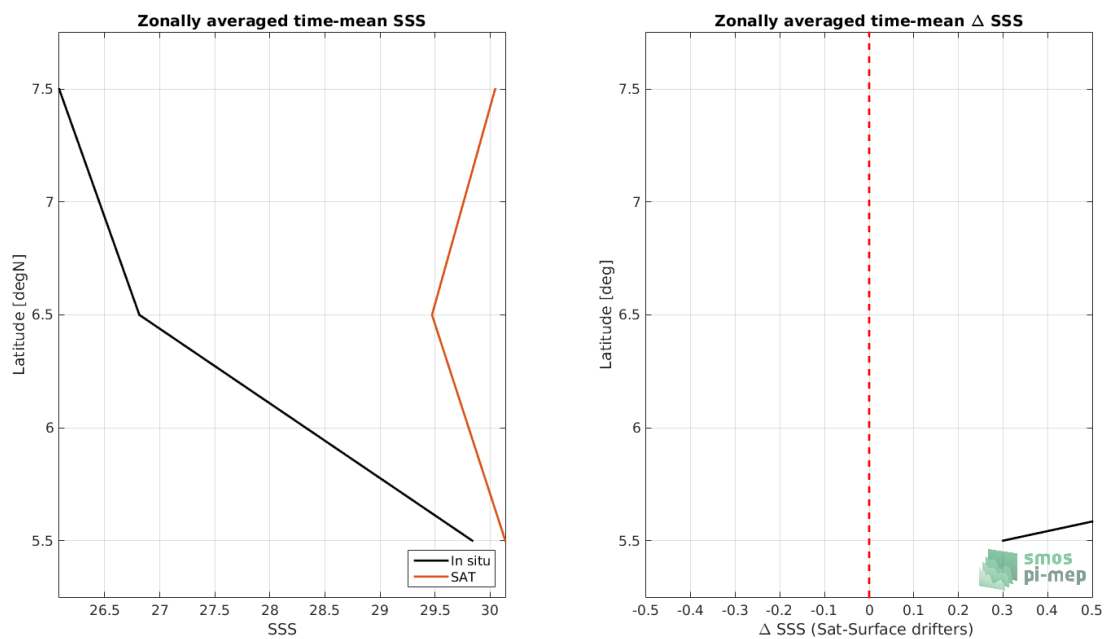 Zonally averaged time-mean SSS
7.5
7
6.5
6
5.5
Latitude [degN]
26.5 27 27.5 28 28.5 29 29.5 30
SSS
In situ
SAT
Zonally averaged time-mean Δ SSS
7.5
7
6.5
6
5.5
Latitude [deg]
-0.5 -0.4 -0.3 -0.2 -0.1 0 0.1 0.2 0.3 0.4 0.5
Δ SSS (Sat-Surface drifters)
smos
pi-mep